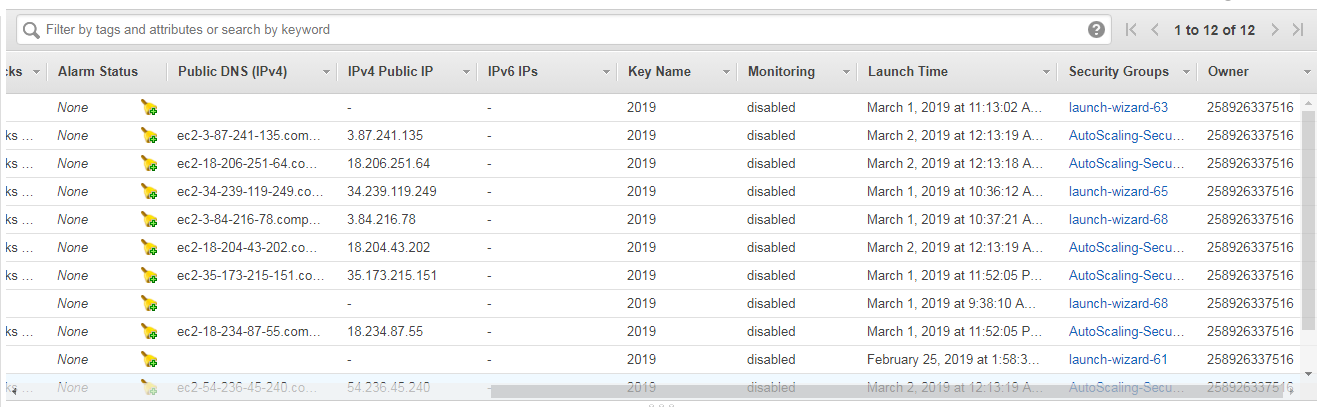 Filter by tags and attributes or search by keyword 1 to 12 of 12
cks Alarm Status Public DNS (IPv4) IPv4 Public IP IPv6 IPs Key Name Monitoring Launch Time Security Groups Owner
None - - 2019 disabled March 1, 2019 at 11:13:02 A... launch-wizard-63 258926337516
ks ... None ec2-3-87-241-135.com... 3.87.241.135 - 2019 disabled March 2, 2019 at 12:13:19 A... AutoScaling-Secu... 258926337516
ks ... None ec2-18-206-251-64.co... 18.206.251.64 - 2019 disabled March 2, 2019 at 12:13:18 A... AutoScaling-Secu... 258926337516
ks ... None ec2-34-239-119-249.co... 34.239.119.249 - 2019 disabled March 1, 2019 at 10:36:12 A... launch-wizard-65 258926337516
ks ... None ec2-3-84-216-78.comp... 3.84.216.78 - 2019 disabled March 1, 2019 at 10:37:21 A... launch-wizard-68 258926337516
ks ... None ec2-18-204-43-202.com... 18.204.43.202 - 2019 disabled March 2, 2019 at 12:13:19 A... AutoScaling-Secu... 258926337516
ks ... None ec2-35-173-215-151.co... 35.173.215.151 - 2019 disabled March 1, 2019 at 11:52:05 P... AutoScaling-Secu... 258926337516
None - - 2019 disabled March 1, 2019 at 9:38:10 A... launch-wizard-68 258926337516
ks ... None ec2-18-234-87-55.com... 18.234.87.55 - 2019 disabled March 1, 2019 at 11:52:05 P... AutoScaling-Secu... 258926337516
None - - 2019 disabled February 25, 2019 at 1:58:3... launch-wizard-61 258926337516
ks ... None ec2-54-236-45-240.com... 54.236.45.240 - 2019 disabled March 2, 2019 at 12:13:19 A... AutoScaling-Secu... 258926337516